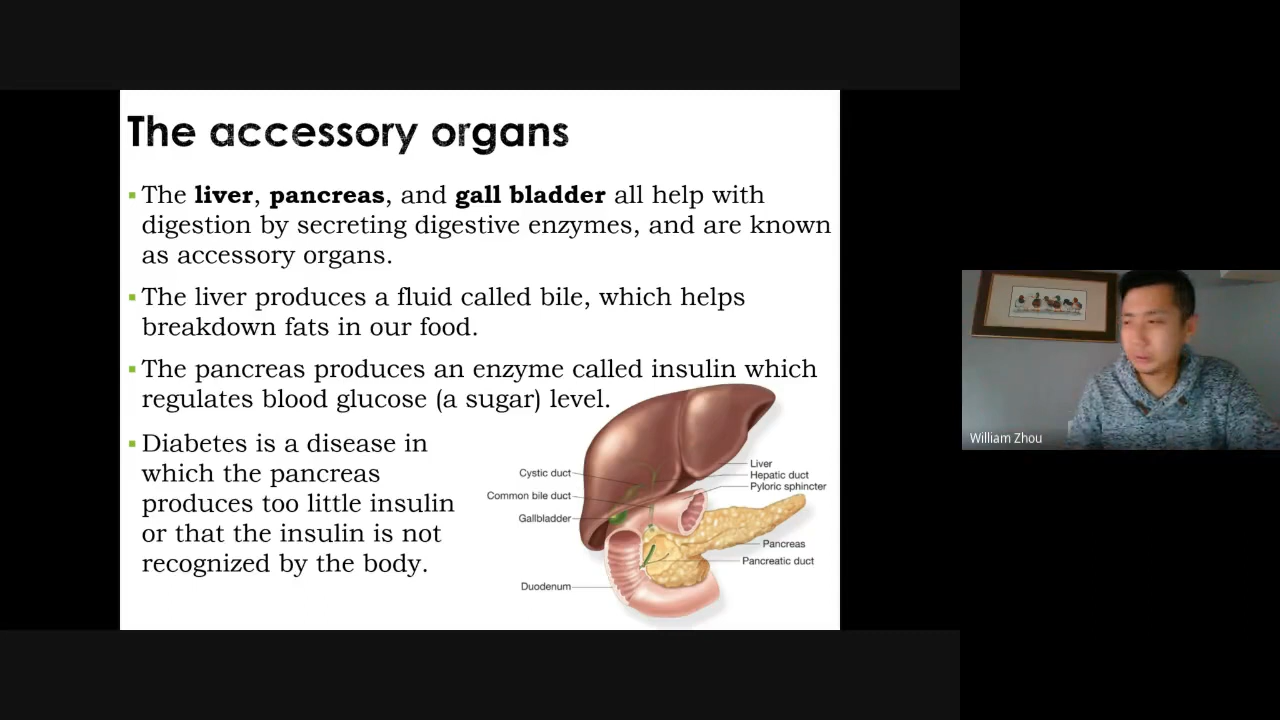 The accessory organs
▪ The liver, pancreas, and gall bladder all help with
digestion by secreting digestive enzymes, and are known
as accessory organs.
▪ The liver produces a fluid called bile, which helps
breakdown fats in our food.
▪ The pancreas produces an enzyme called insulin which
regulates blood glucose (a sugar) level.
▪ Diabetes is a disease in
which the pancreas
produces too little insulin
or that the insulin is not
recognized by the body.
Cystic duct
Common bile duct
Gallbladder
Duodenum
Liver
Hepatic duct
Pyloric sphincter
Pancreas
Pancreatic duct
William Zhou